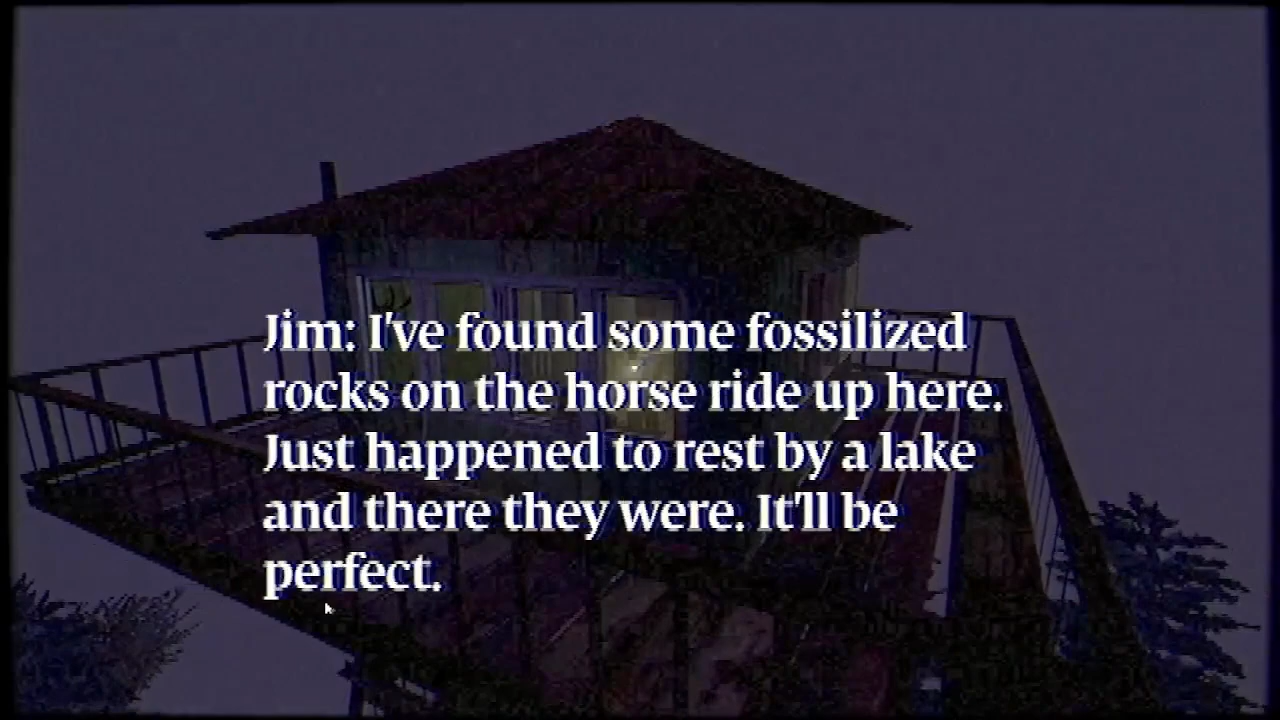 Jim: I've found some fossilized
rocks on the horse ride up here.
Just happened to rest by a lake
and there they were. It'll be
perfect.